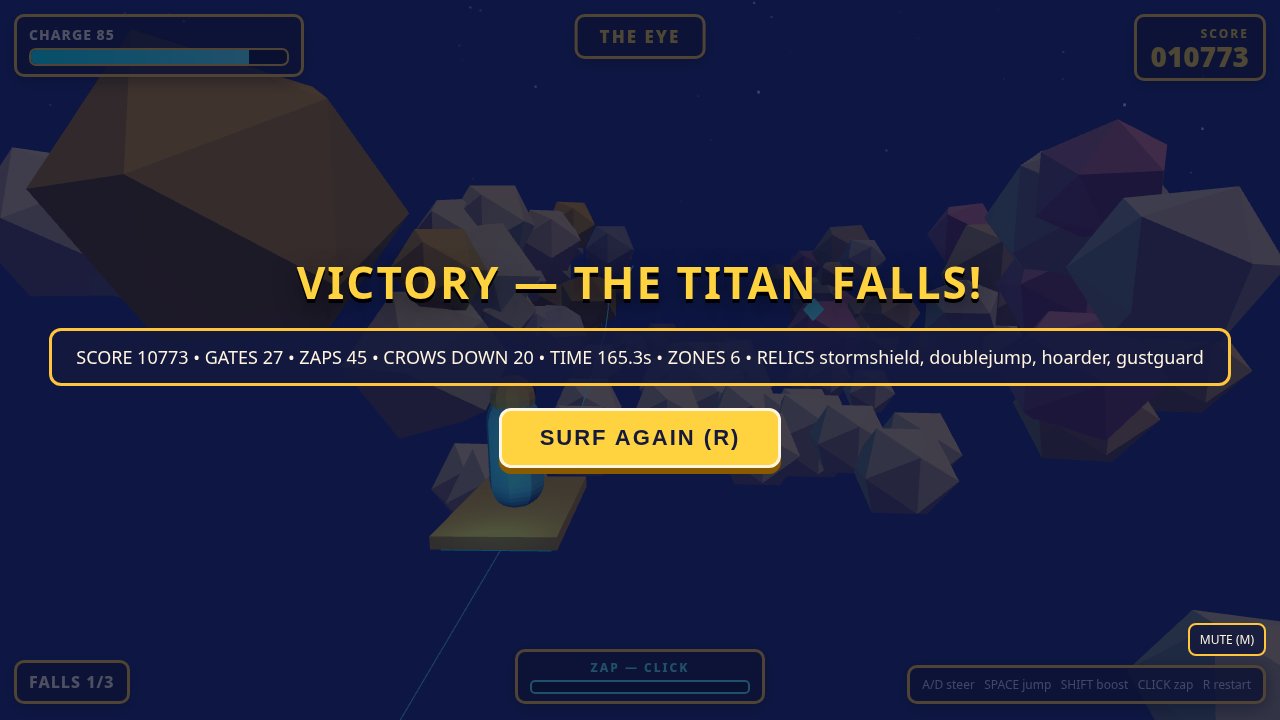 CHARGE 85
THE EYE
SCORE
010773
VICTORY — THE TITAN FALLS!
SCORE 10773 • GATES 27 • ZAPS 45 • CROWS DOWN 20 • TIME 165.3s • ZONES 6 • RELICS stormshield, doublejump, hoarder, gustguard
SURF AGAIN (R)
MUTE (M)
FALLS 1/3
ZAP — CLICK
A/D steer SPACE jump SHIFT boost CLICK zap R restart